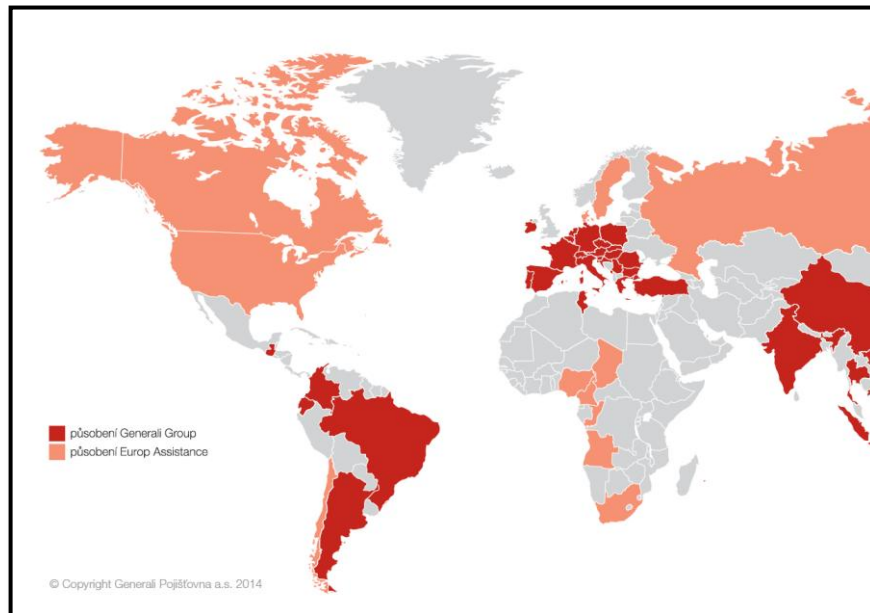 působení Generali Group
působení Europ Assistance
© Copyright Generali Pojišťovna a.s. 2014